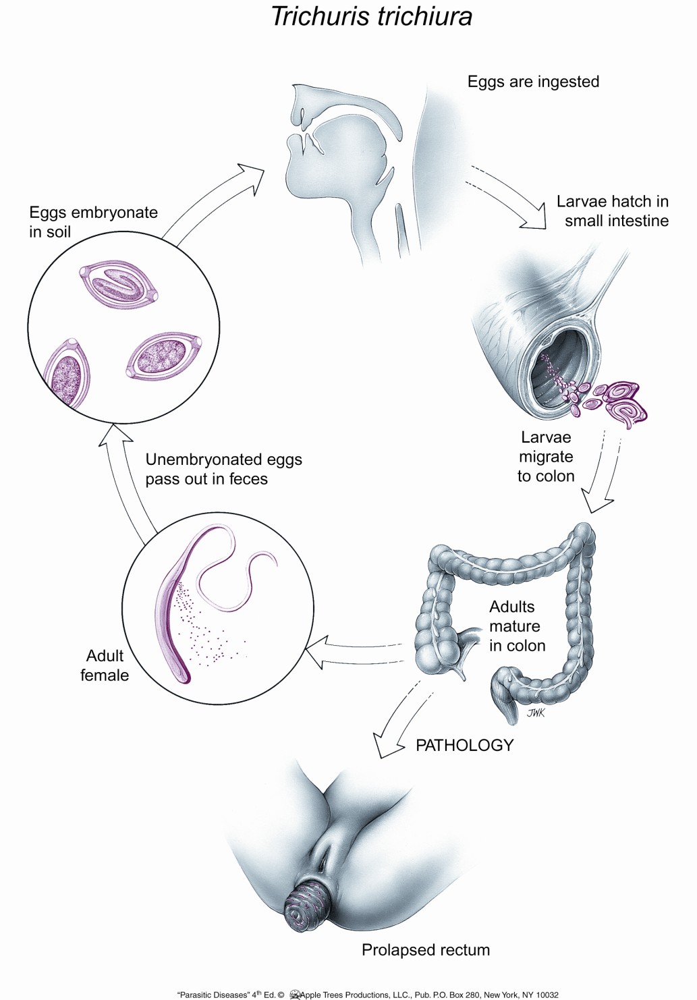 Trichuris trichiura
Eggs are ingested
Larvae hatch in
small intestine
Eggs embryonate
in soil
Larvae
migrate
to colon
Unembryonated eggs
pass out in feces
Adults
mature
in colon
Adult
female
JWK
PATHOLOGY
Prolapsed rectum
“Parasitic Diseases” 4th Ed. © Apple Trees Productions, LLC., Pub. P.O. Box 280, New York, NY 10032